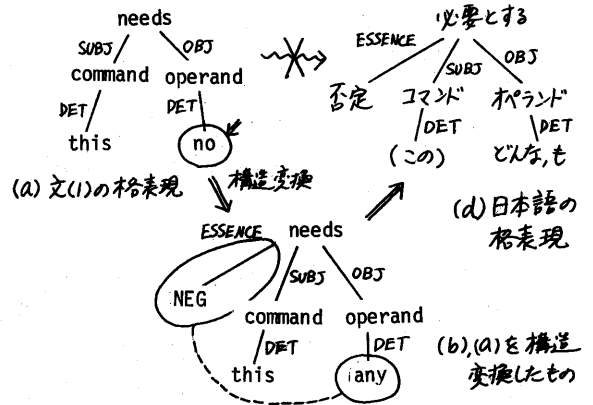 needs
SUBJ OBJ
command operand
DET DET
this no
(a) 文(1)の格表現
必要とする
ESSENCE SUBJ OBJ
否定 コマンド オペランド
DET DET
(この) どんな,も
(d) 日本語の
格表現
構造変換
ESSENCE needs
SUBJ OBJ
NEG
command operand
DET DET
this any
(b),(a)を構造
変換したもの